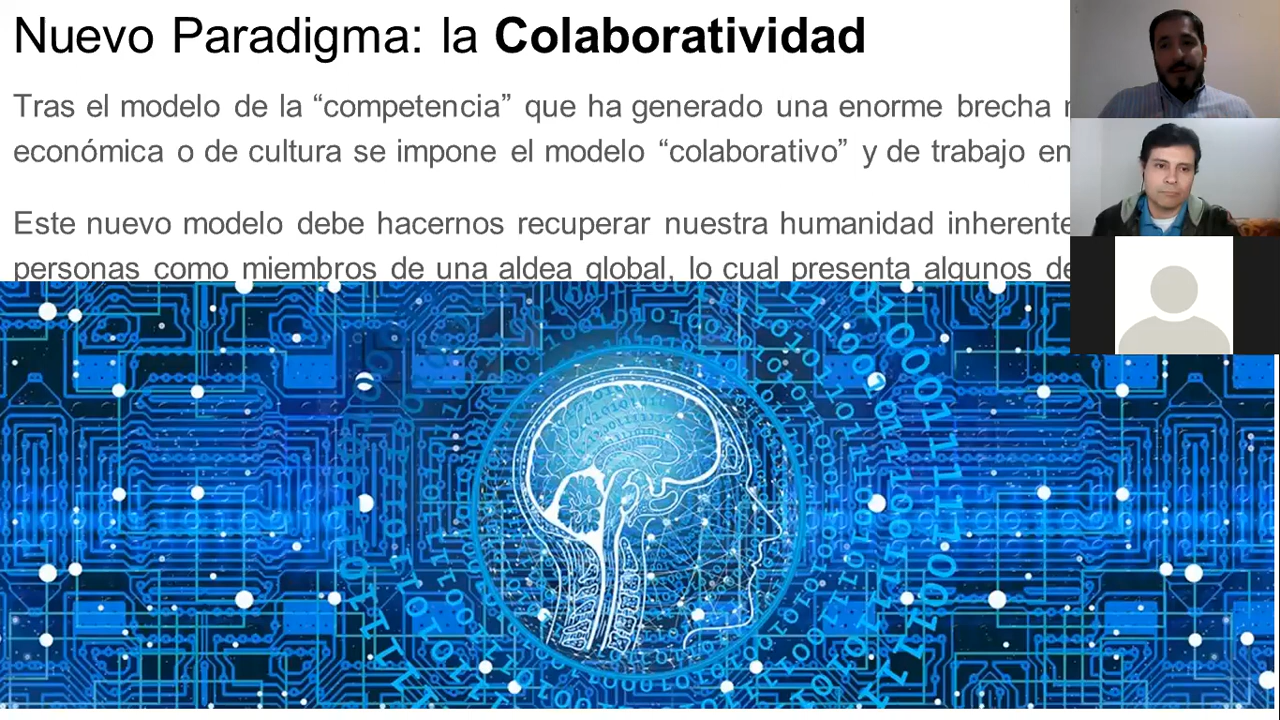 Nuevo Paradigma: la Colaboratividad
Tras el modelo de la “competencia” que ha generado una enorme brecha
económica o de cultura se impone el modelo “colaborativo” y de trabajo en
Este nuevo modelo debe hacernos recuperar nuestra humanidad inherente
personas como miembros de una aldea global, lo cual presenta algunos